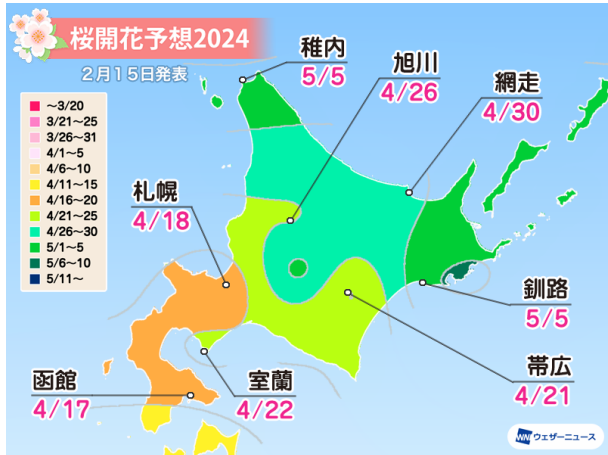 桜開花予想2024
2月15日発表
稚内
5/5
旭川
4/26
網走
4/30
～3/20
3/21～25
3/26～31
4/1～5
4/6～10
4/11～15
4/16～20
4/21～25
4/26～30
5/1～5
5/6～10
5/11～
札幌
4/18
釧路
5/5
帯広
4/21
函館
4/17
室蘭
4/22
WNI ウェザーニュース